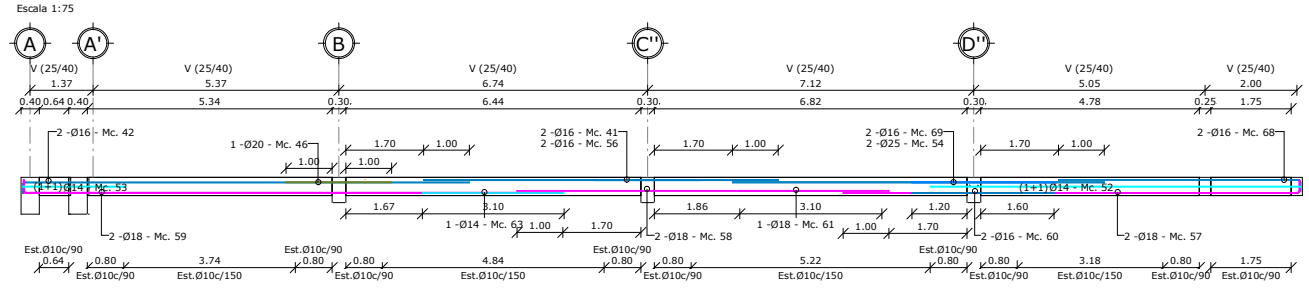 Escala 1:75
A A' B C'' D''
V (25/40) V (25/40) V (25/40) V (25/40) V (25/40)
1.37 5.37 6.74 7.12 5.05 2.00
0.40 0.64 0.40 5.34 0.30. 6.44 0.30. 6.82 0.30. 4.78 0.25 1.75
2 -Ø16 - Mc. 42 2 -Ø16 - Mc. 41 2 -Ø16 - Mc. 69 2 -Ø16 - Mc. 68
1 -Ø20 - Mc. 46 1.70 1.00 2 -Ø16 - Mc. 56 1.70 1.00 2 -Ø25 - Mc. 54 1.70 1.00
1.00 1.00
(1+1)Ø14 - Mc. 53 (1+1)Ø14 - Mc. 52
1.67 3.10 1.86 3.10 1.20 1.60
1 -Ø14 - Mc. 63 1.00 1.70 1 -Ø18 - Mc. 61 1.00 1.70
2 -Ø18 - Mc. 59 2 -Ø18 - Mc. 58 2 -Ø16 - Mc. 60 2 -Ø18 - Mc. 57
Est.Ø10c/90 Est.Ø10c/90 Est.Ø10c/90 Est.Ø10c/90
0.64 0.80 3.74 0.80 0.80 4.84 0.80 0.80 5.22 0.80 0.80 3.18 0.80 1.75
Est.Ø10c/90 Est.Ø10c/150 Est.Ø10c/90 Est.Ø10c/150 Est.Ø10c/90 Est.Ø10c/150 Est.Ø10c/90 Est.Ø10c/150 Est.Ø10c/90 Est.Ø10c/90